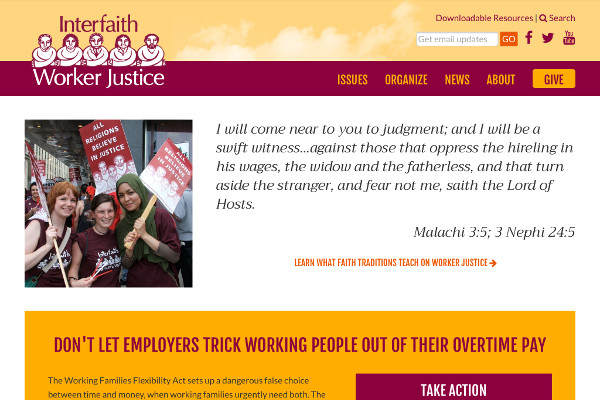 Interfaith
Worker Justice
Downloadable Resources | Search
Get email updates GO
You
Tube
ISSUES ORGANIZE NEWS ABOUT GIVE
ALL
RELIGIONS
BELIEVE
IN JUSTICE
I will come near to you to judgment; and I will be a
swift witness...against those that oppress the hireling in
his wages, the widow and the fatherless, and that turn
aside the stranger, and fear not me, saith the Lord of
Hosts.
Malachi 3:5; 3 Nephi 24:5
LEARN WHAT FAITH TRADITIONS TEACH ON WORKER JUSTICE
DON'T LET EMPLOYERS TRICK WORKING PEOPLE OUT OF THEIR OVERTIME PAY
The Working Families Flexibility Act sets up a dangerous false choice
between time and money, when working families urgently need both. The
TAKE ACTION